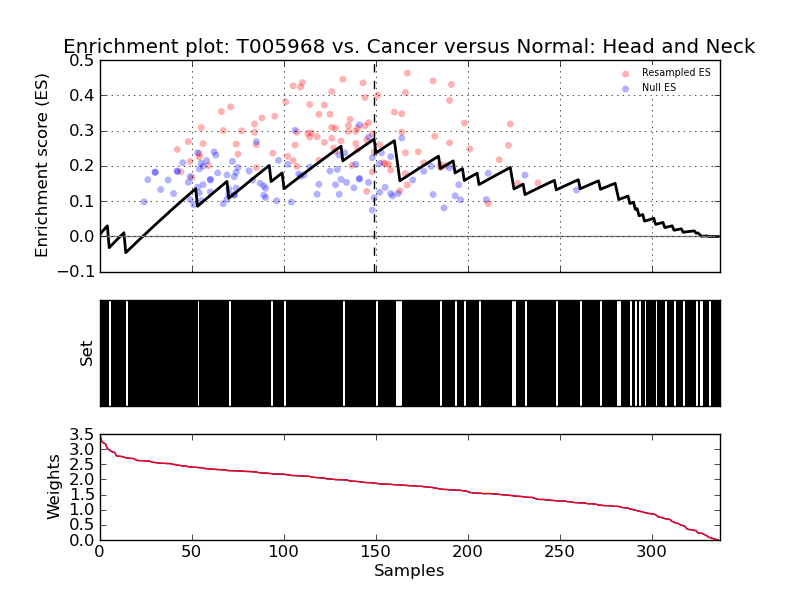 Enrichment plot: T005968 vs. Cancer versus Normal: Head and Neck
Enrichment score (ES)
0.5
0.4
0.3
0.2
0.1
0.0
−0.1
Resampled ES
Null ES
Set
Weights
3.5
3.0
2.5
2.0
1.5
1.0
0.5
0.0
0 50 100 150 200 250 300
Samples